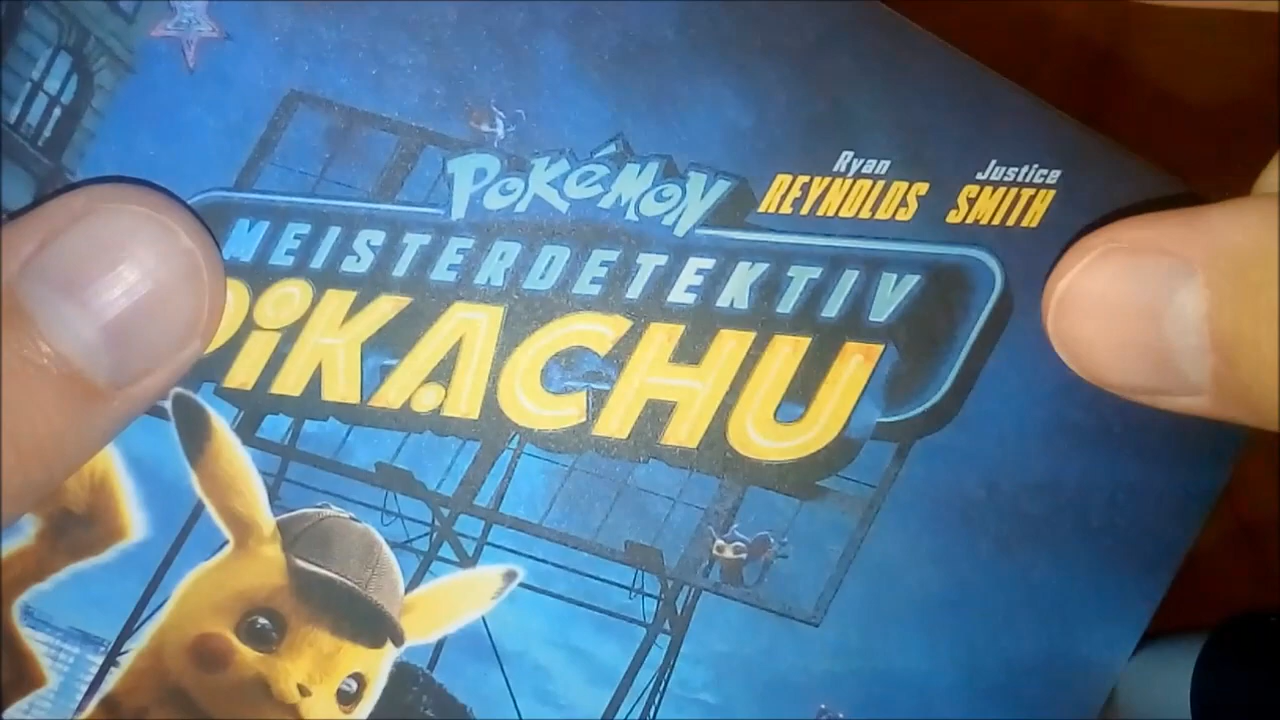 Ryan REYNOLDS
Justice SMITH
POKéMON
MEISTERDETEKTIV
PiKACHU